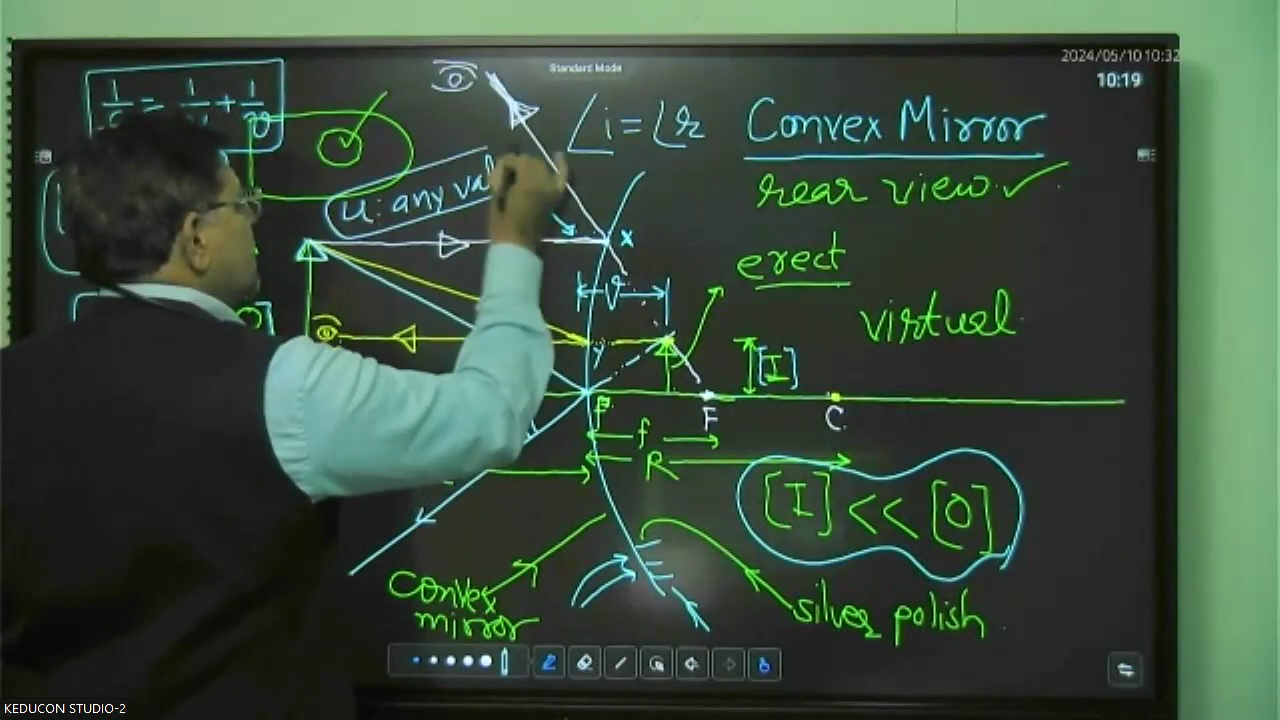 2024/05/10 10:32
Standard Mode
10:19
∠i = ∠r
Convex Mirror
rear view ✓
u: any val
x
erect
v
virtual
y
[I]
P
F
C
f
R
[I] << [O]
convex
mirror
silver polish
KEDUCON STUDIO-2